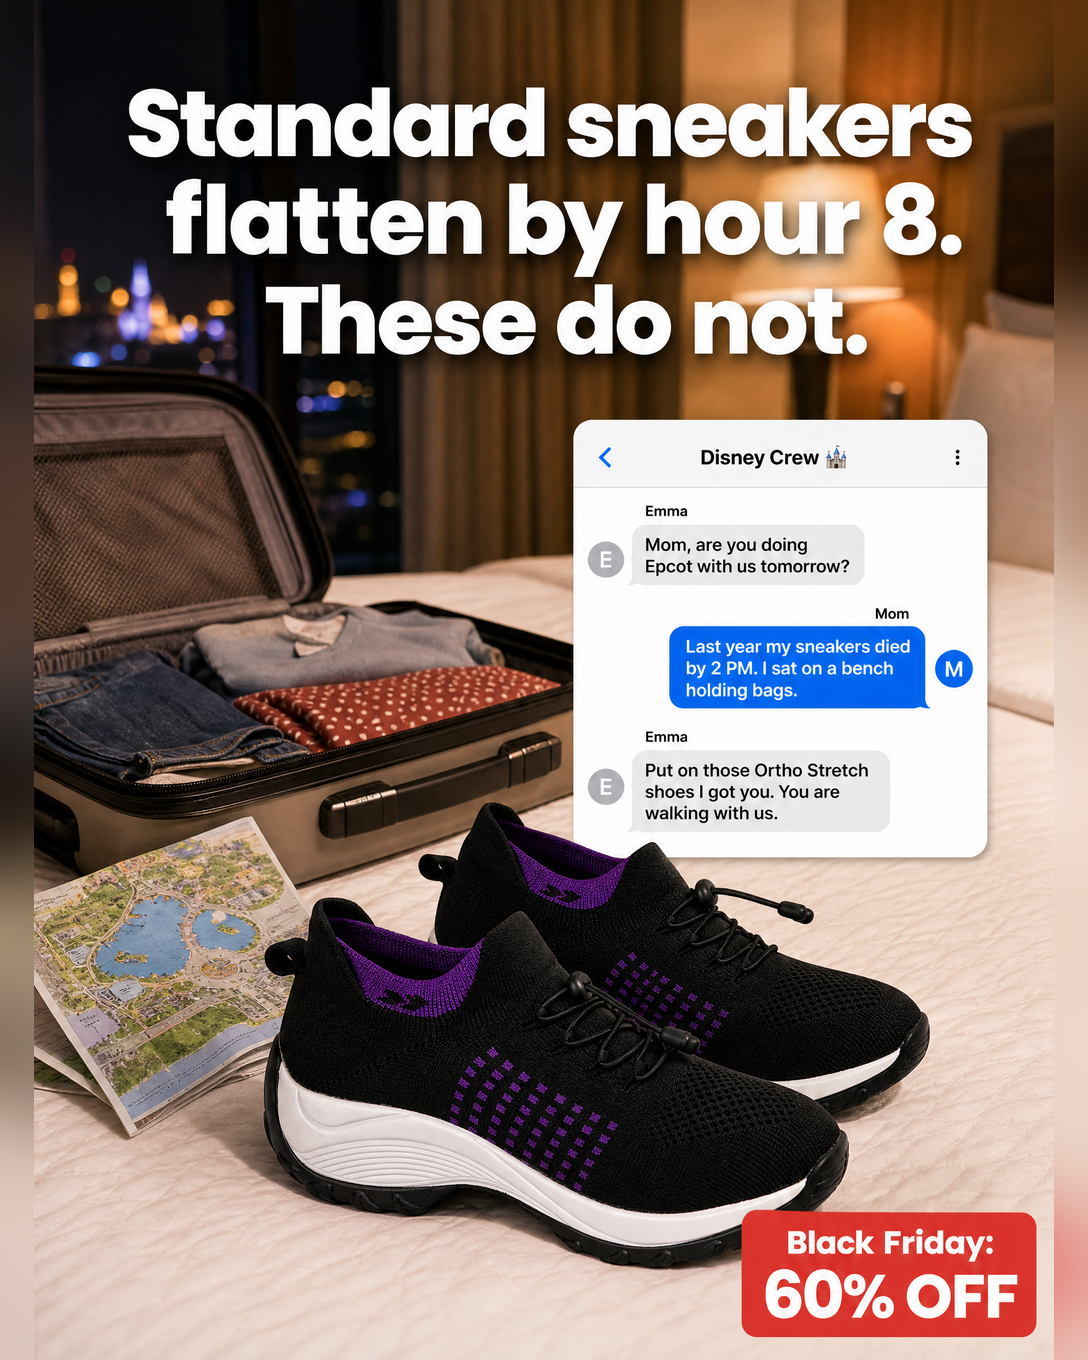 Standard sneakers
flatten by hour 8.
These do not.
Disney Crew 🏰
Emma
E
Mom, are you doing
Epcot with us tomorrow?
Mom
Last year my sneakers died
by 2 PM. I sat on a bench
holding bags.
M
Emma
E
Put on those Ortho Stretch
shoes I got you. You are
walking with us.
Black Friday:
60% OFF